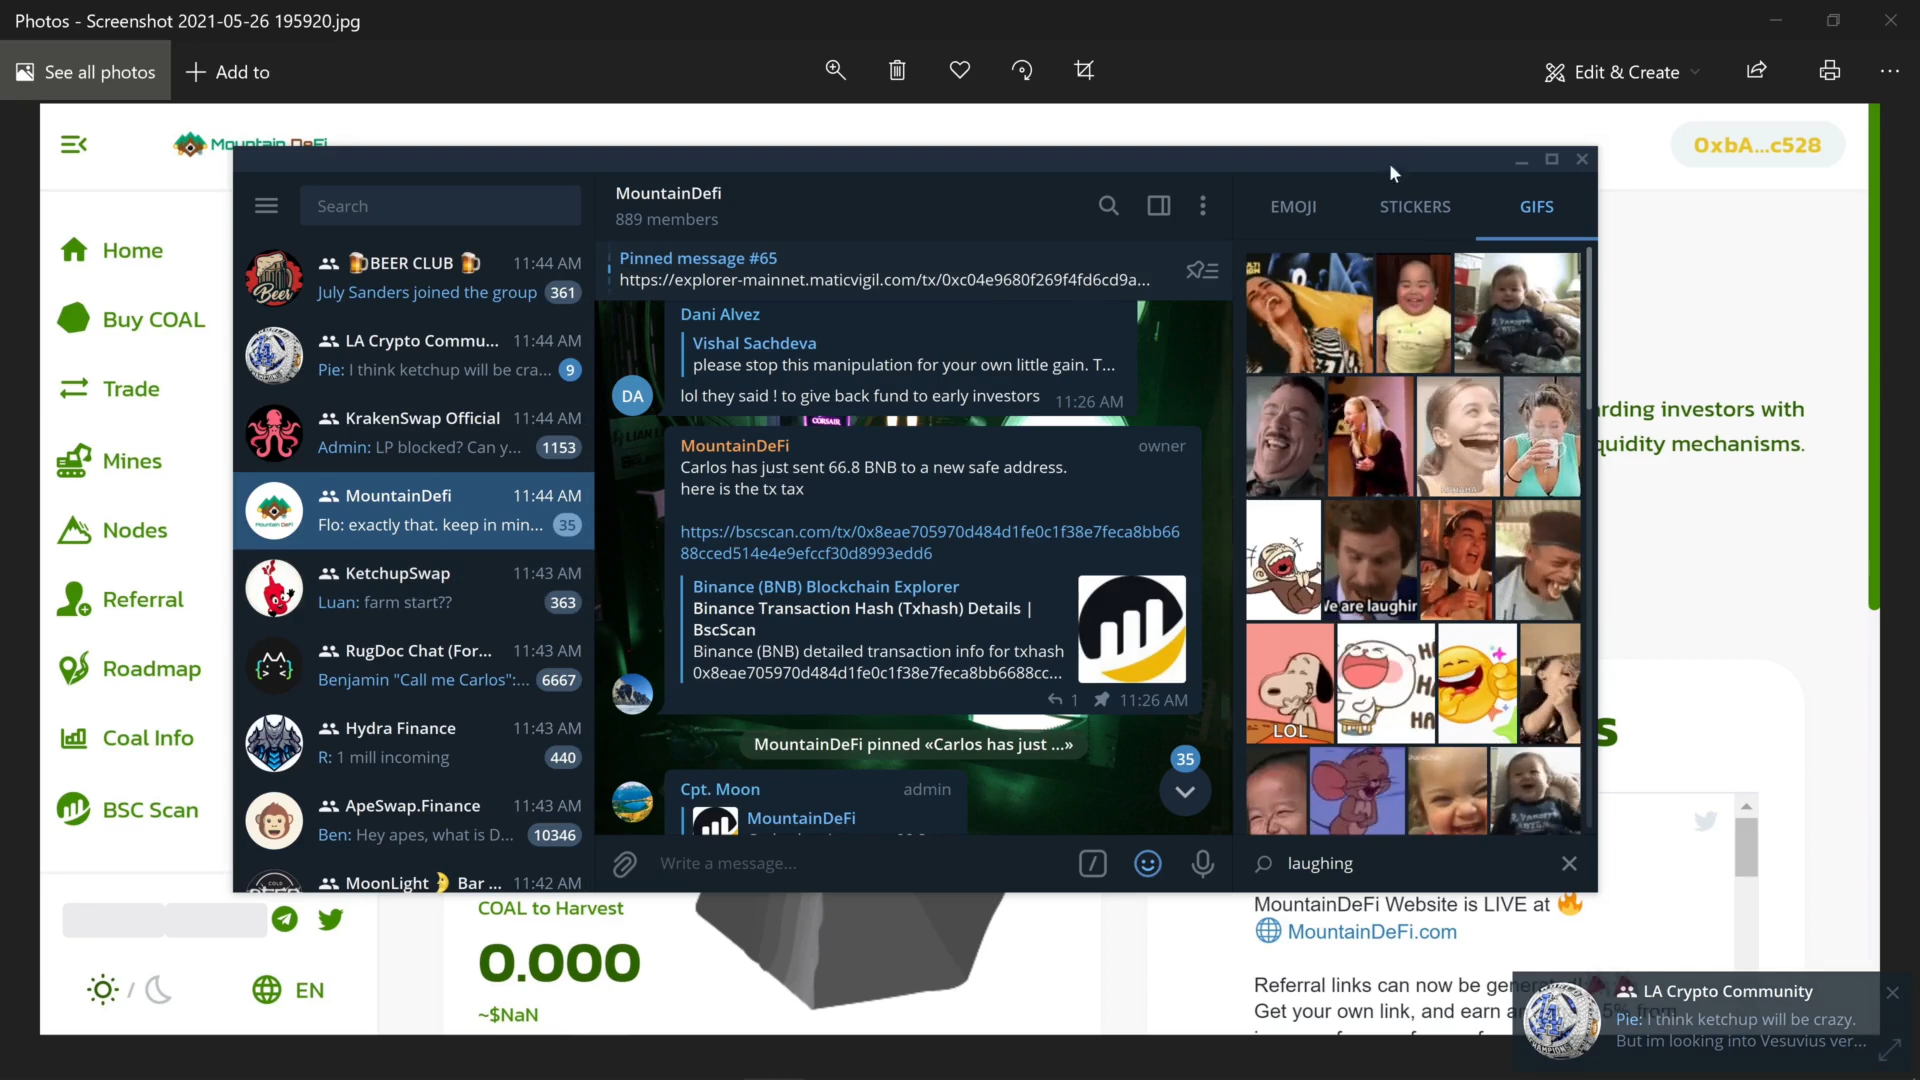 Photos - Screenshot 2021-05-26 195920.jpg
See all photos
Add to
Edit & Create
Mountain DeFi
0xbA...c528
Home
Buy COAL
Trade
Mines
Nodes
Referral
Roadmap
Coal Info
BSC Scan
/
EN
Search
🍺BEER CLUB 🍺 11:44 AM
July Sanders joined the group 361
LA Crypto Commu... 11:44 AM
Pie: I think ketchup will be cra... 9
KrakenSwap Official 11:44 AM
Admin: LP blocked? Can y... 1153
MountainDefi 11:44 AM
Flo: exactly that. keep in min... 35
KetchupSwap 11:43 AM
Luan: farm start?? 363
RugDoc Chat (For... 11:43 AM
Benjamin "Call me Carlos":... 6667
Hydra Finance 11:43 AM
R: 1 mill incoming 440
ApeSwap.Finance 11:43 AM
Ben: Hey apes, what is D... 10346
MoonLight 🌛 Bar ... 11:42 AM
Beer
MountainDefi
889 members
Pinned message #65
https://explorer-mainnet.maticvigil.com/tx/0xc04e9680f269f4fd6cd9a...
Dani Alvez
Vishal Sachdeva
please stop this manipulation for your own little gain. T...
DA
lol they said ! to give back fund to early investors 11:26 AM
CORSAIR
MountainDeFi owner
Carlos has just sent 66.8 BNB to a new safe address.
here is the tx tax
https://bscscan.com/tx/0x8eae705970d484d1fe0c1f38e7feca8bb66
88cced514e4e9efccf30d8993edd6
Binance (BNB) Blockchain Explorer
Binance Transaction Hash (Txhash) Details |
BscScan
Binance (BNB) detailed transaction info for txhash
0x8eae705970d484d1fe0c1f38e7feca8bb6688cc...
1 11:26 AM
MountainDeFi pinned «Carlos has just ...»
35
Cpt. Moon admin
MountainDeFi
Write a message...
EMOJI
STICKERS
GIFS
We are laughin
LOL
HA
HA
laughing
rding investors with
quidity mechanisms.
s
COAL to Harvest
0.000
~$NaN
MountainDeFi Website is LIVE at 🔥
MountainDeFi.com
Referral links can now be gener
Get your own link, and earn a 5% from
LA Crypto Community
Pie: I think ketchup will be crazy.
But im looking into Vesuvius ver...